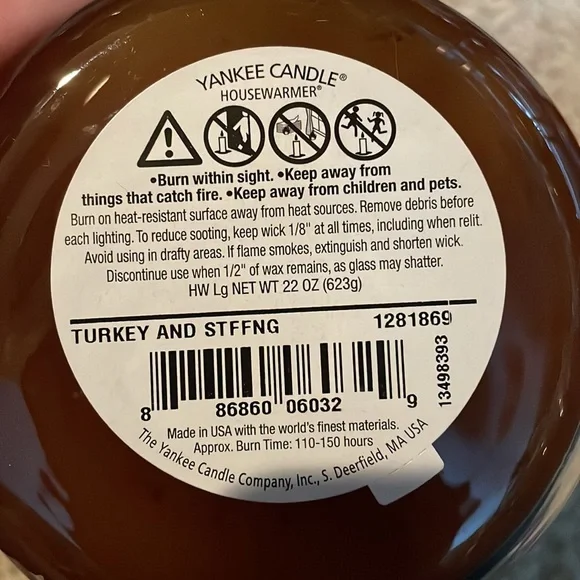 YANKEE CANDLE®
HOUSEWARMER®
•Burn within sight. •Keep away from
things that catch fire. •Keep away from children and pets.
Burn on heat-resistant surface away from heat sources. Remove debris before
each lighting. To reduce sooting, keep wick 1/8" at all times, including when relit.
Avoid using in drafty areas. If flame smokes, extinguish and shorten wick.
Discontinue use when 1/2" of wax remains, as glass may shatter.
HW Lg NET WT 22 OZ (623g)
TURKEY AND STFFNG 1281869
13498393
8 86860 06032 9
Made in USA with the world's finest materials.
Approx. Burn Time: 110-150 hours
The Yankee Candle Company, Inc., S. Deerfield, MA USA